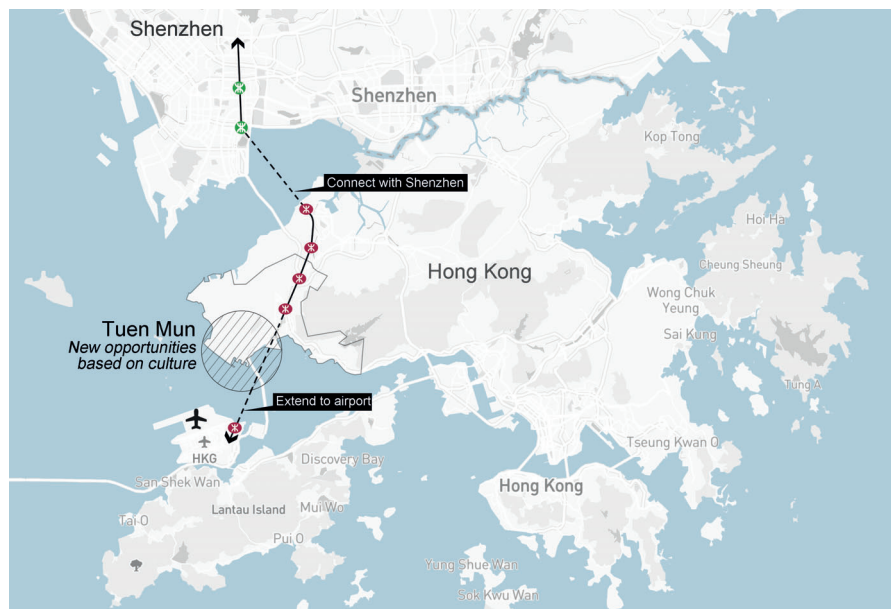 Shenzhen
Shenzhen
Kop Tong
Connect with Shenzhen
Hoi Ha
Cheung Sheung
Hong Kong
Wong Chuk
Yeung
Sai Kung
Tuen Mun
New opportunities
based on culture
Tung A
Extend to airport
HKG
Tseung Kwan O
Discovery Bay
San Shek Wan
Hong Kong
Lantau Island
Mui Wo
Tai O
Pui O
Yung Shue Wan
Sok Kwu Wan